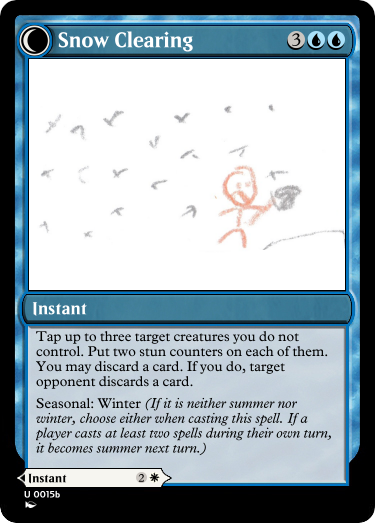 Snow Clearing 3
Instant
Tap up to three target creatures you do not
control. Put two stun counters on each of them.
You may discard a card. If you do, target
opponent discards a card.
Seasonal: Winter (If it is neither summer nor
winter, choose either when casting this spell. If
a player casts at least two spells during their own turn,
it becomes summer next turn.)
Instant 2
U 0015b